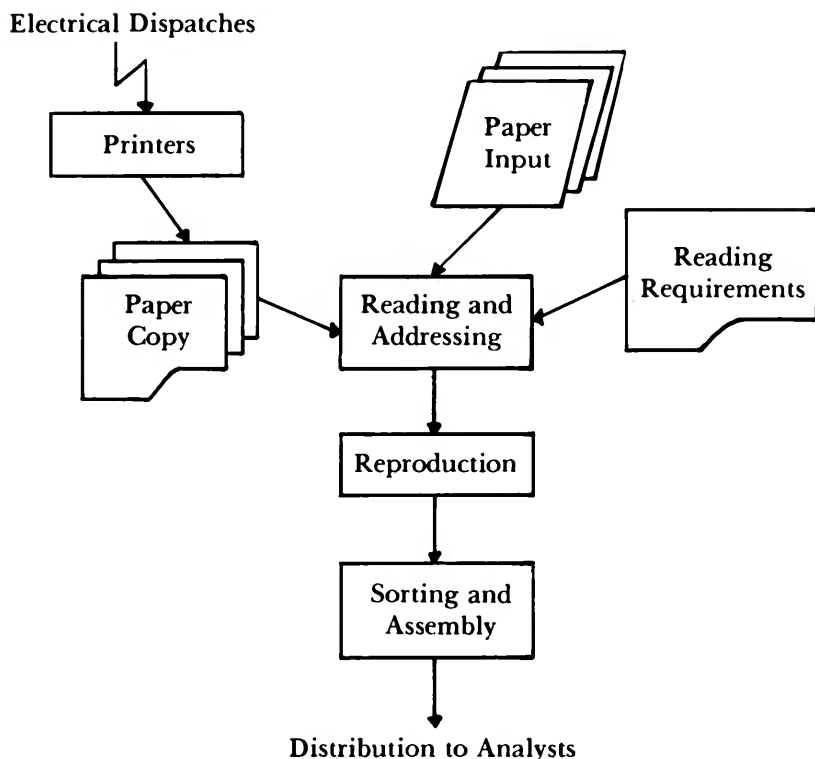 Electrical Dispatches
Printers
Paper
Input
Reading
Requirements
Paper
Copy
Reading and
Addressing
Reproduction
Sorting and
Assembly
Distribution to Analysts